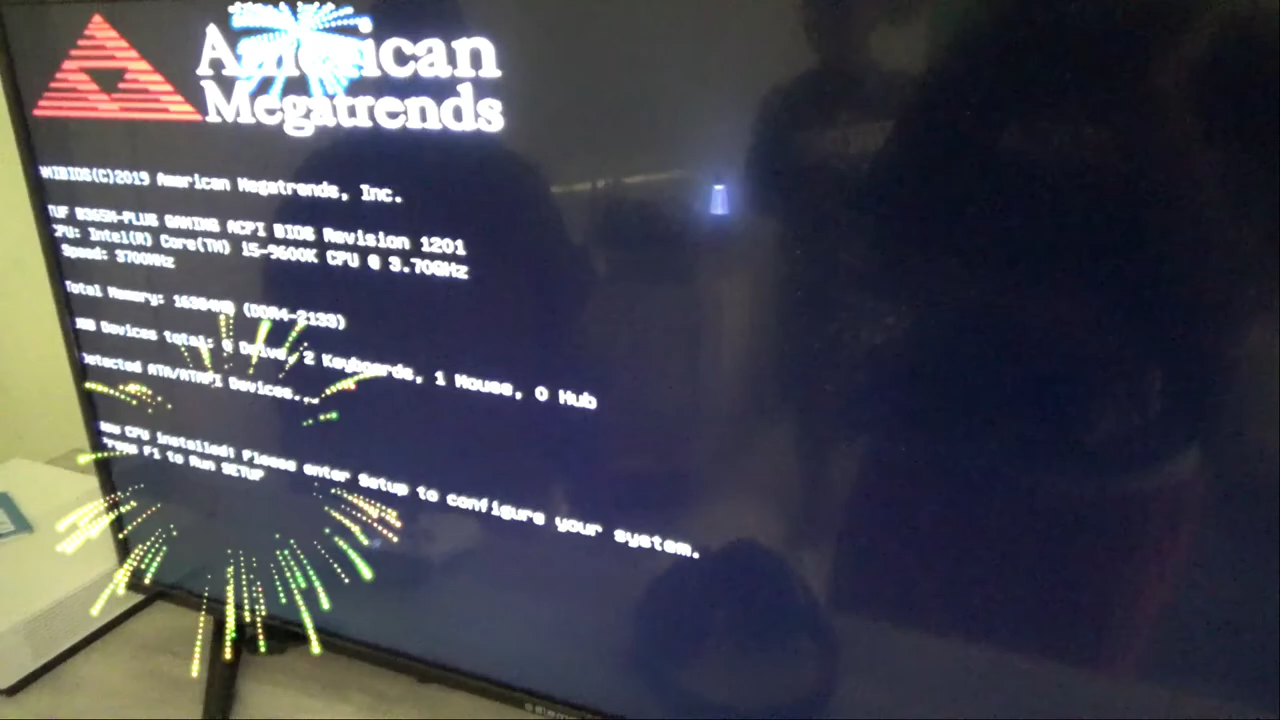 American
Megatrends
AMIBIOS(C)2019 American Megatrends, Inc.
TUF B365M-PLUS GAMING ACPI BIOS Revision 1201
CPU: Intel(R) Core(TM) i5-9600K CPU @ 3.70GHz
Speed: 3700MHz
Total Memory: 16384MB (DDR4-2133)
USB Devices total: 0 Drive, 2 Keyboards, 1 Mouse, 0 Hub
Detected ATA/ATAPI Devices...
New CPU installed! Please enter Setup to configure your system.
Press F1 to Run SETUP